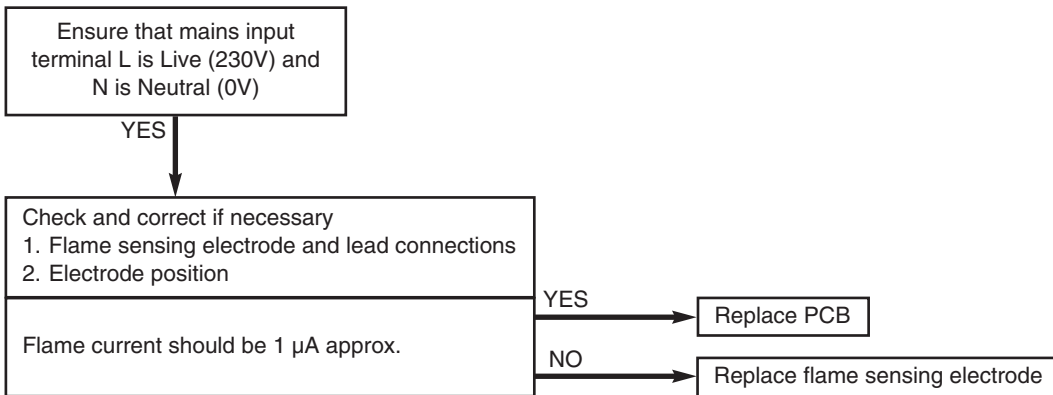 Ensure that mains input
terminal L is Live (230V) and
N is Neutral (0V)
YES
Check and correct if necessary
1. Flame sensing electrode and lead connections
2. Electrode position
Flame current should be 1 μA approx.
YES
Replace PCB
NO
Replace flame sensing electrode